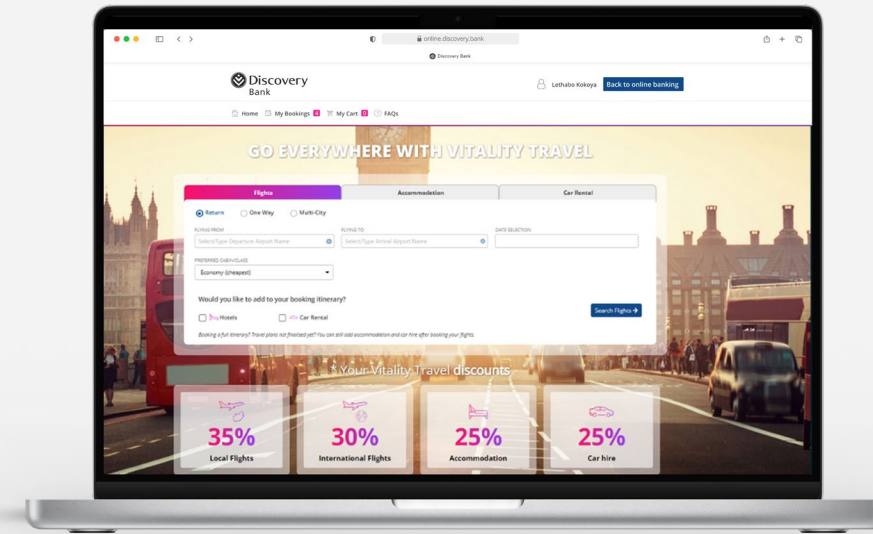 online.discovery.bank
Discovery Bank
Discovery
Bank
Lethabo Kokoya
Back to online banking
Home
My Bookings 4
My Cart 0
FAQs
GO EVERYWHERE WITH VITALITY TRAVEL
Flights
Accommodation
Car Rental
Return
One Way
Multi-City
FLYING FROM
FLYING TO
DATE SELECTION
Select/Type Departure Airport Name
Select/Type Arrival Airport Name
PREFERRED CABIN/CLASS
Economy (cheapest)
Would you like to add to your booking itinerary?
Hotels
Car Rental
Search Flights
Booking a full itinerary? Travel plans not finalised yet? You can still add accommodation and car hire after booking your flights.
* Your Vitality Travel discounts
35%
Local Flights
30%
International Flights
25%
Accommodation
25%
Car hire